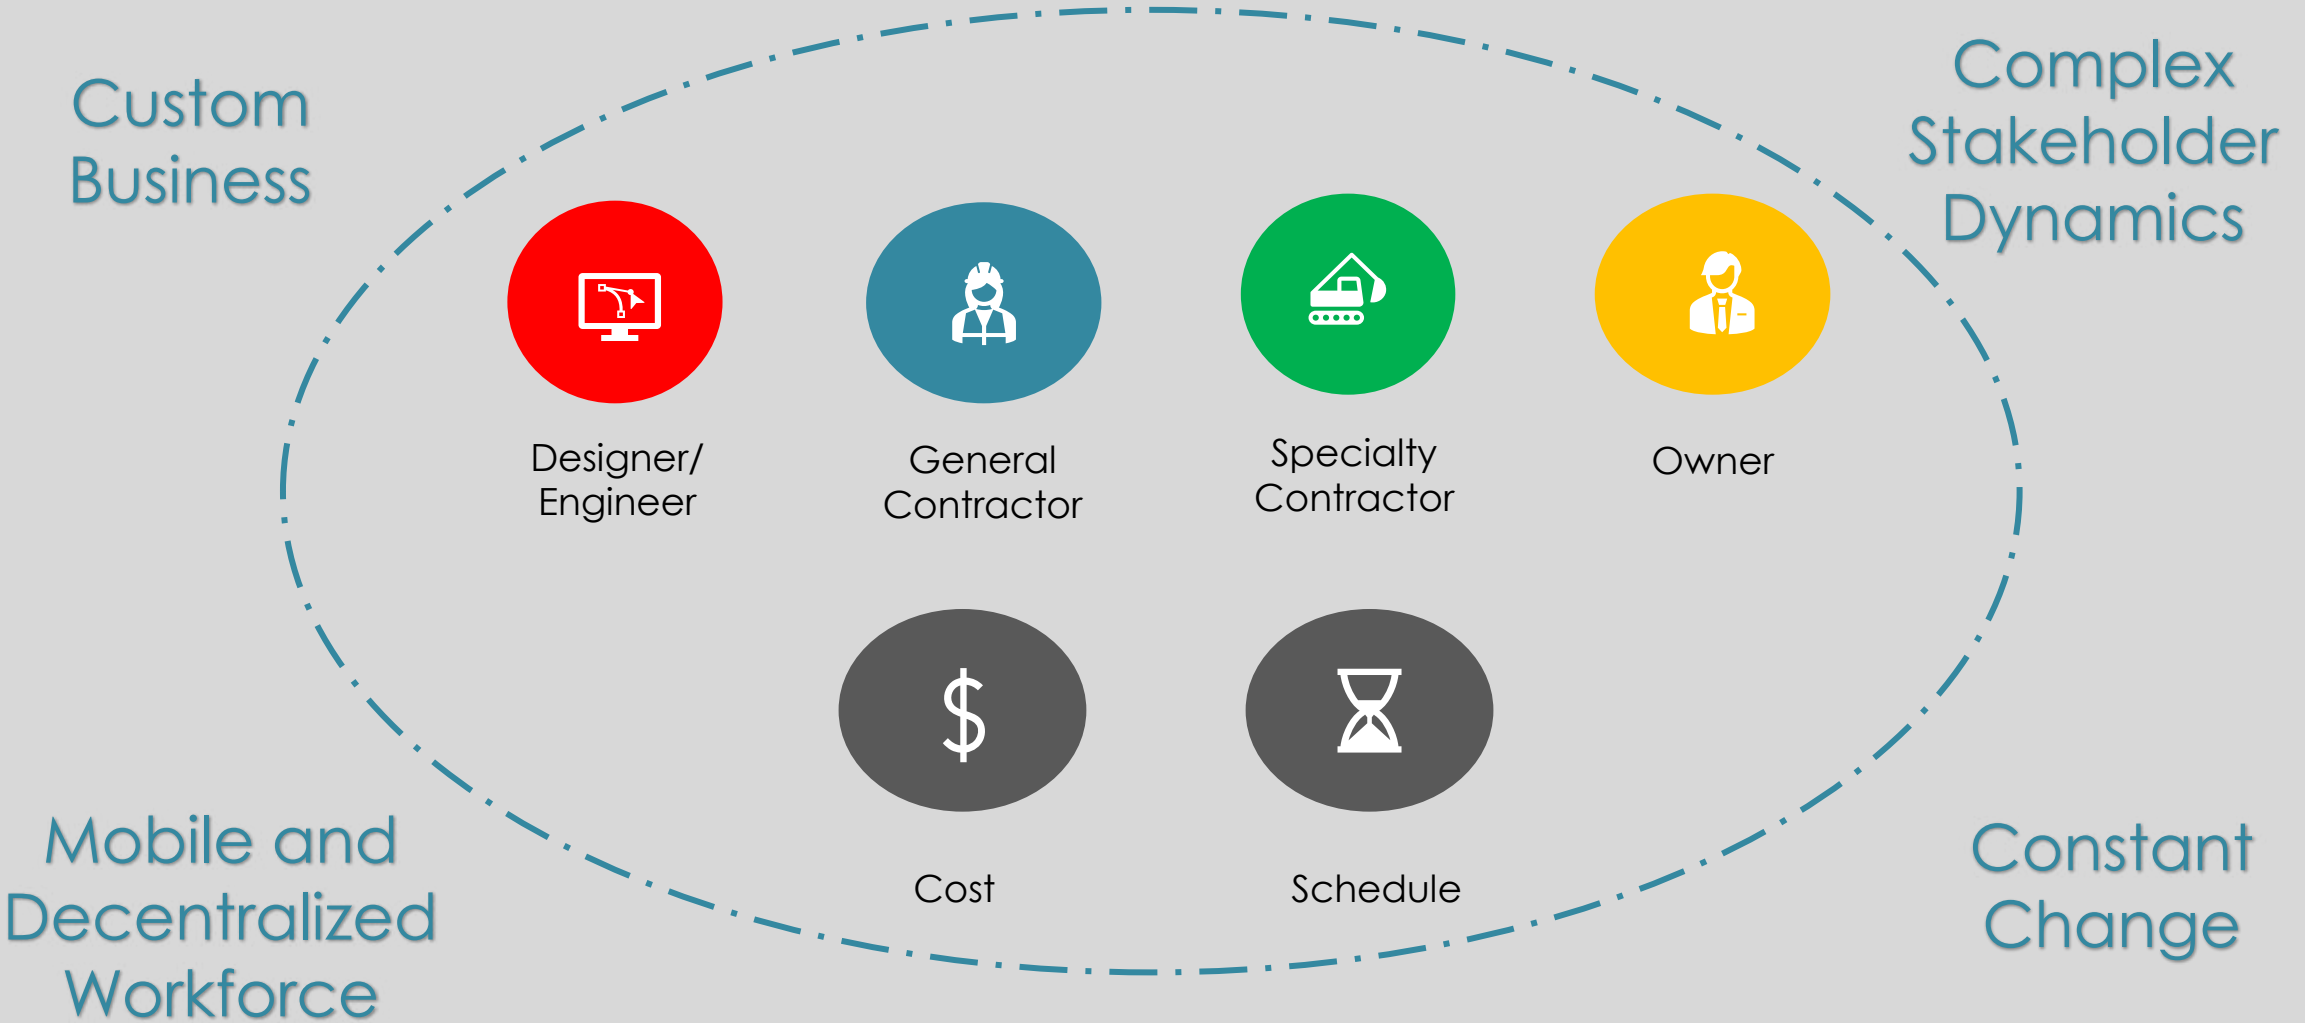 Custom
Business
Complex
Stakeholder
Dynamics
Designer/
Engineer
General
Contractor
Specialty
Contractor
Owner
$
Cost
Schedule
Mobile and
Decentralized
Workforce
Constant
Change